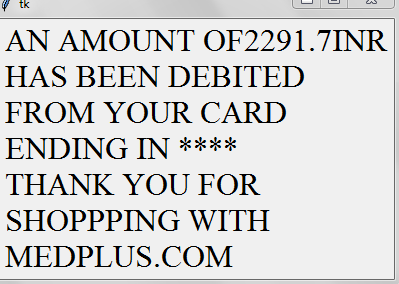 tk
AN AMOUNT OF2291.7INR
HAS BEEN DEBITED
FROM YOUR CARD
ENDING IN ****
THANK YOU FOR
SHOPPPING WITH
MEDPLUS.COM